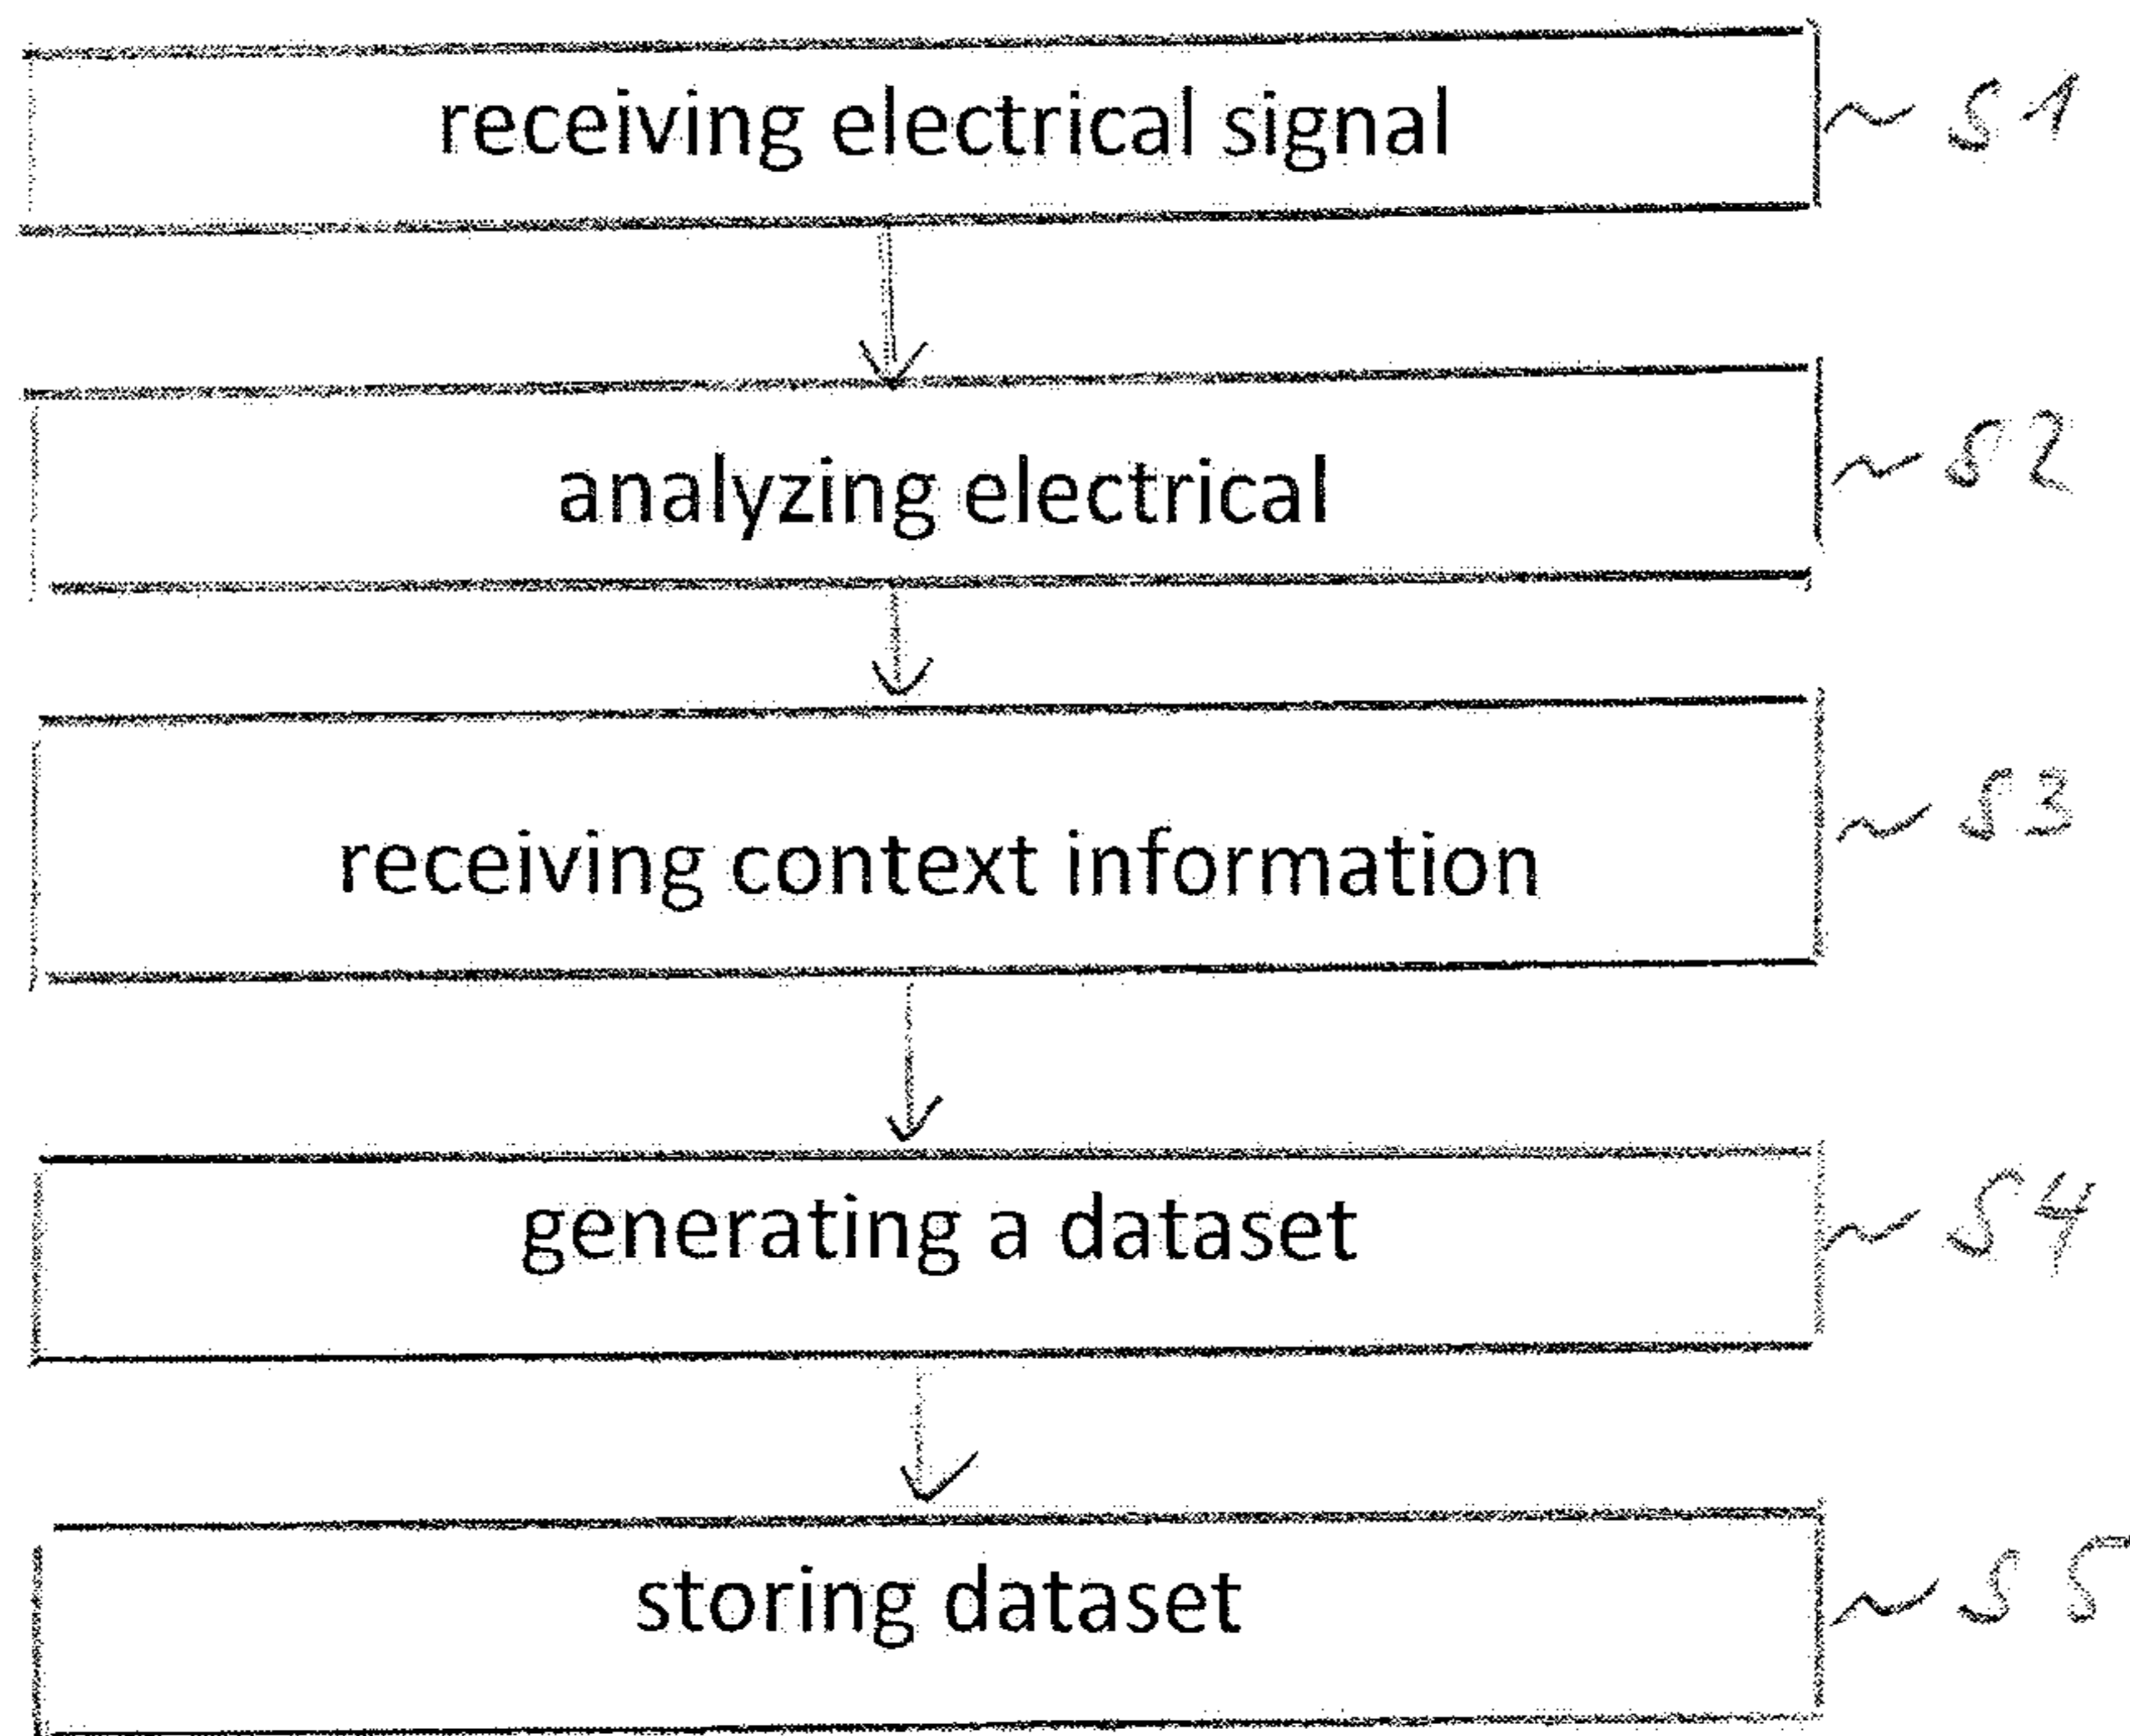 receiving electrical signal S1
analyzing electrical S2
receiving context information S3
generating a dataset S4
storing dataset S5